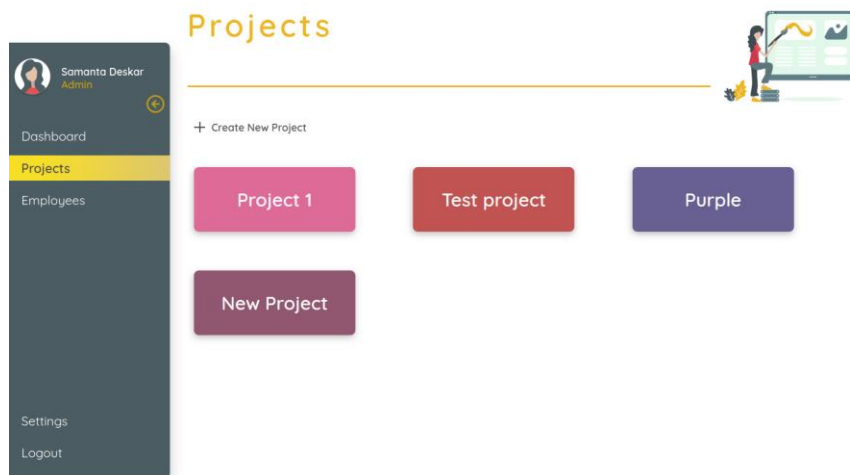 Projects
Samanta Deskar
Admin
Dashboard
Projects
Employees
Settings
Logout
+ Create New Project
Project 1
Test project
Purple
New Project